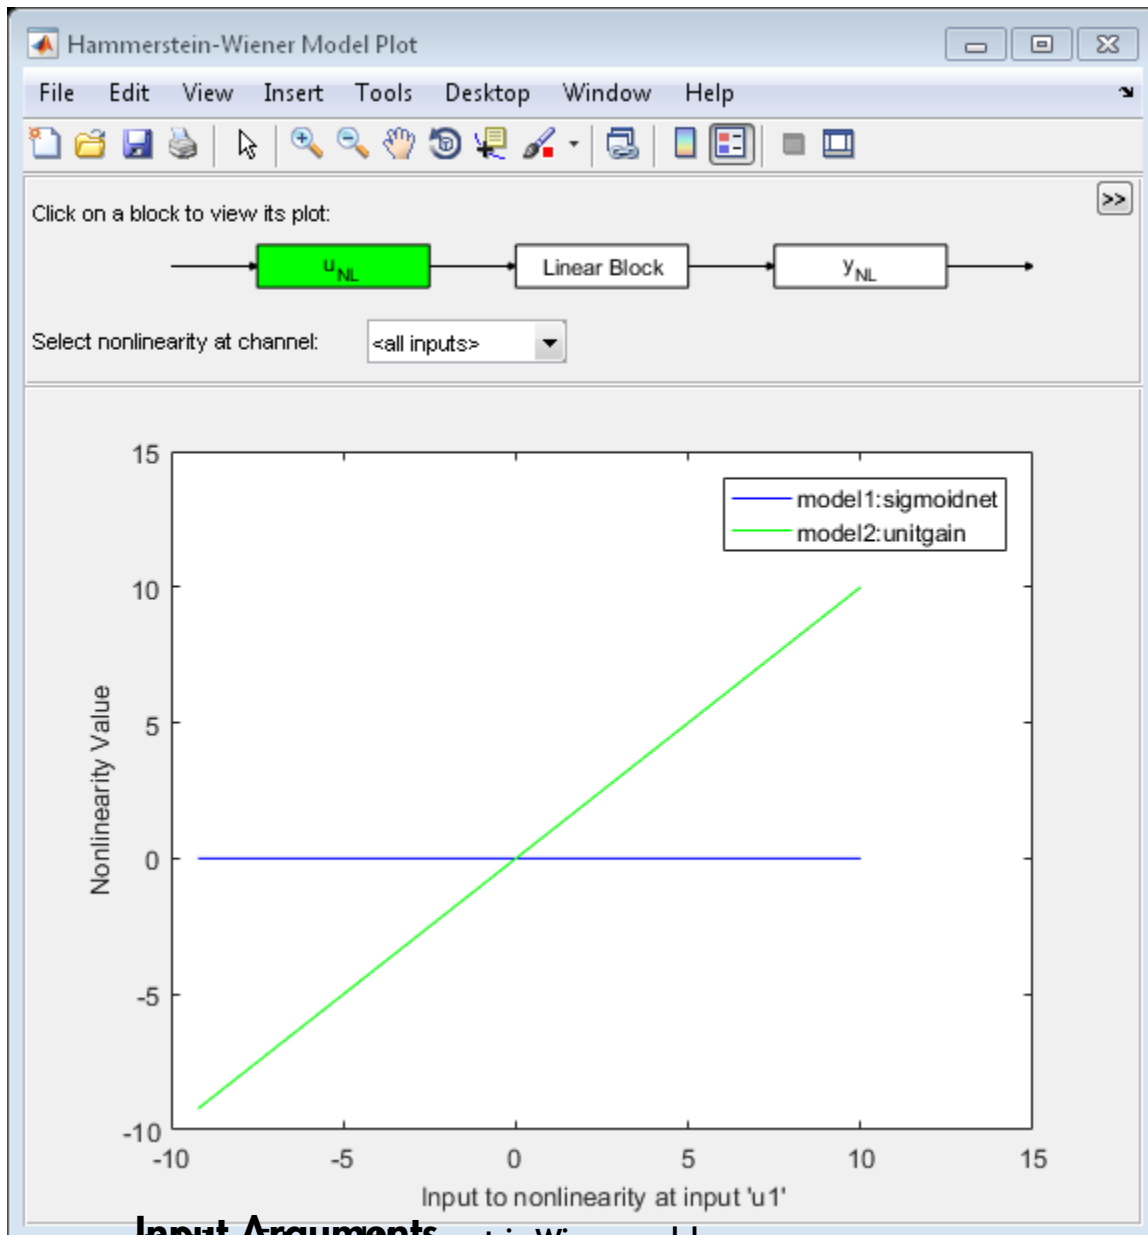 Hammerstein-Wiener Model Plot
File Edit View Insert Tools Desktop Window Help
Click on a block to view its plot:
>>
uNL Linear Block yNL
Select nonlinearity at channel: <all inputs>
15
model1:sigmoidnet
model2:unitgain
10
5
0
-5
-10
Nonlinearity Value
-10 -5 0 5 10 15
Input to nonlinearity at input 'u1'
Input Arguments